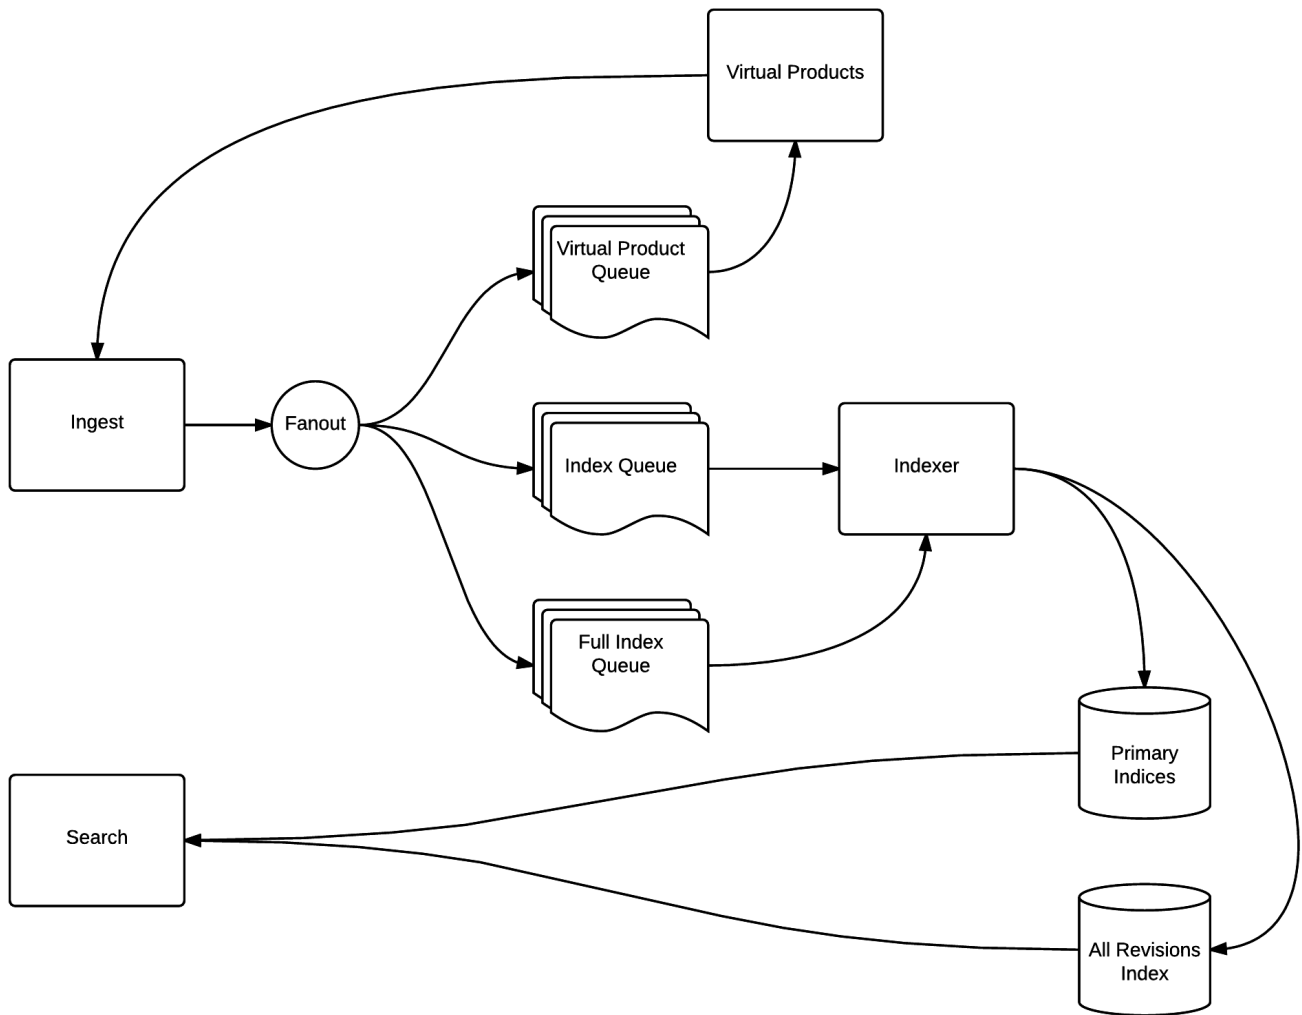 Virtual Products
Virtual Product
Queue
Ingest
Fanout
Index Queue
Indexer
Full Index
Queue
Primary
Indices
Search
All Revisions
Index